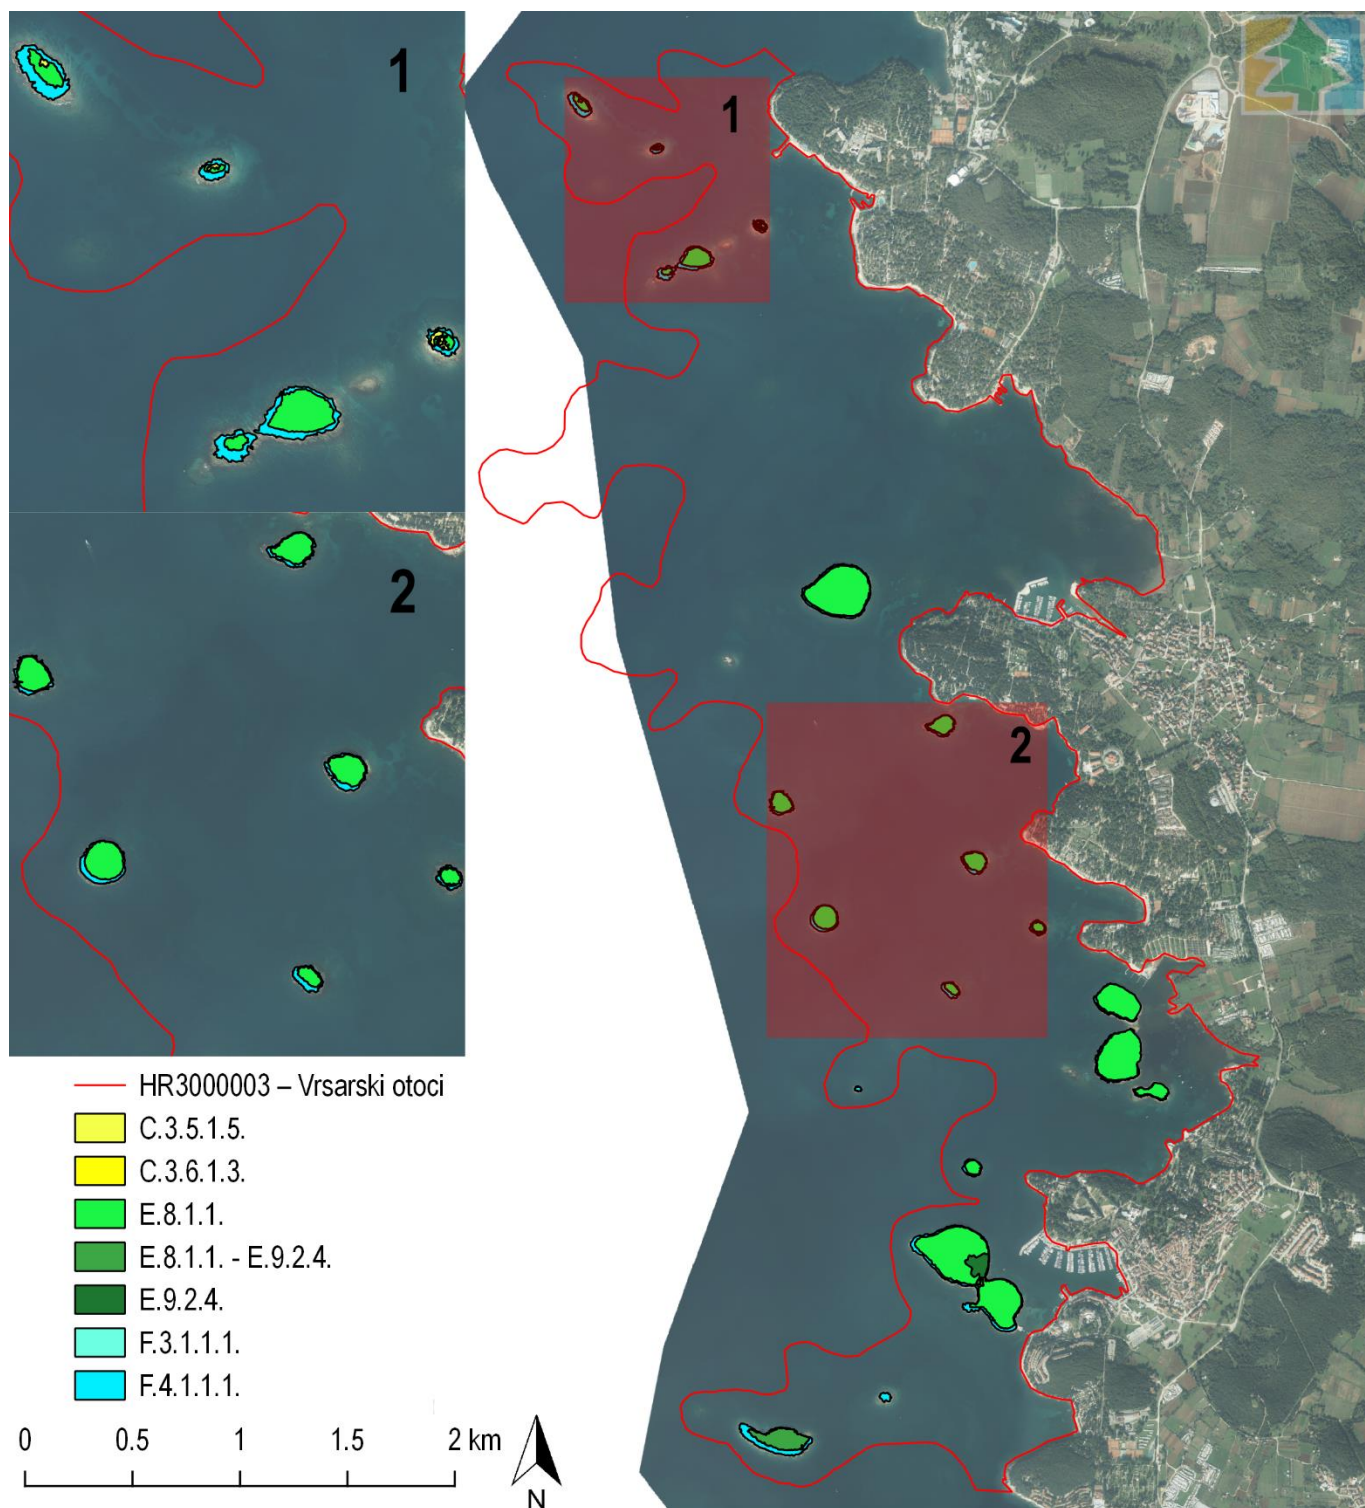 1
1
2
2
HR3000003 – Vrsarski otoci
C.3.5.1.5.
C.3.6.1.3.
E.8.1.1.
E.8.1.1. - E.9.2.4.
E.9.2.4.
F.3.1.1.1.
F.4.1.1.1.
0 0.5 1 1.5 2 km
N